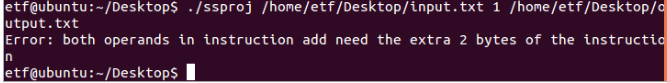 etf@ubuntu:~/Desktop$ ./ssproj /home/etf/Desktop/input.txt 1 /home/etf/Desktop/o
utput.txt
Error: both operands in instruction add need the extra 2 bytes of the instructio
n
etf@ubuntu:~/Desktop$